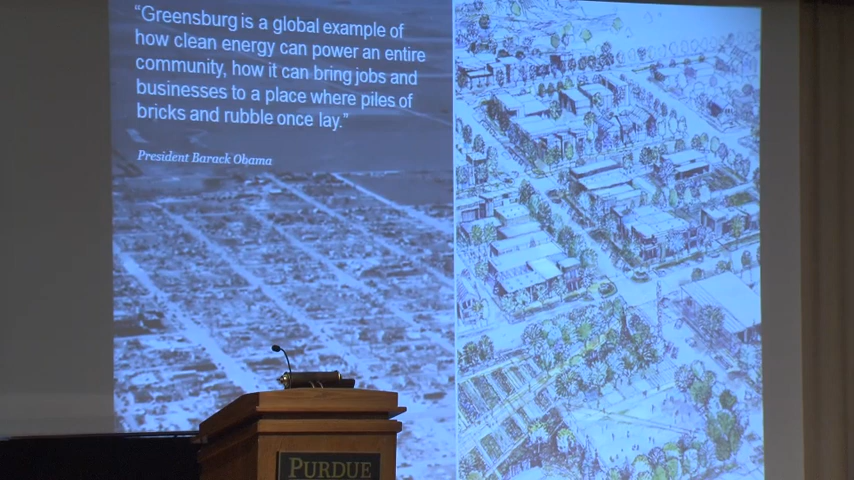 “Greensburg is a global example of
how clean energy can power an entire
community, how it can bring jobs and
businesses to a place where piles of
bricks and rubble once lay.”
President Barack Obama
PURDUE